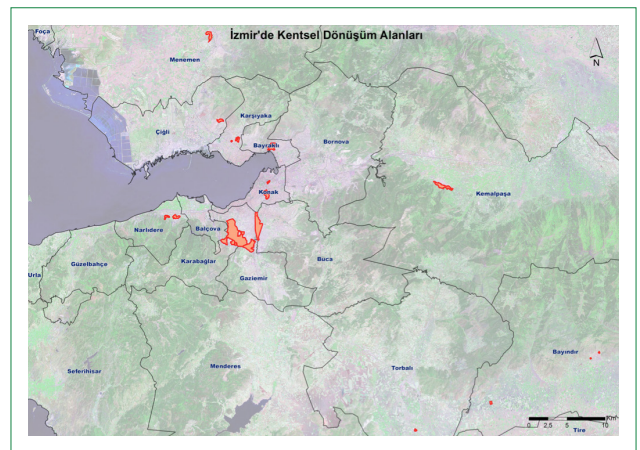 İzmir'de Kentsel Dönüşüm Alanları
Foça
N
Menemen
Karşıyaka
Çiğli
Bayraklı
Bornova
Konak
Kemalpaşa
Narlıdere
Balçova
Urla
Güzelbahçe
Karabağlar
Buca
Gaziemir
Bayındır
Seferihisar
Menderes
Torbalı
Km
0 2,5 5 10
Tire